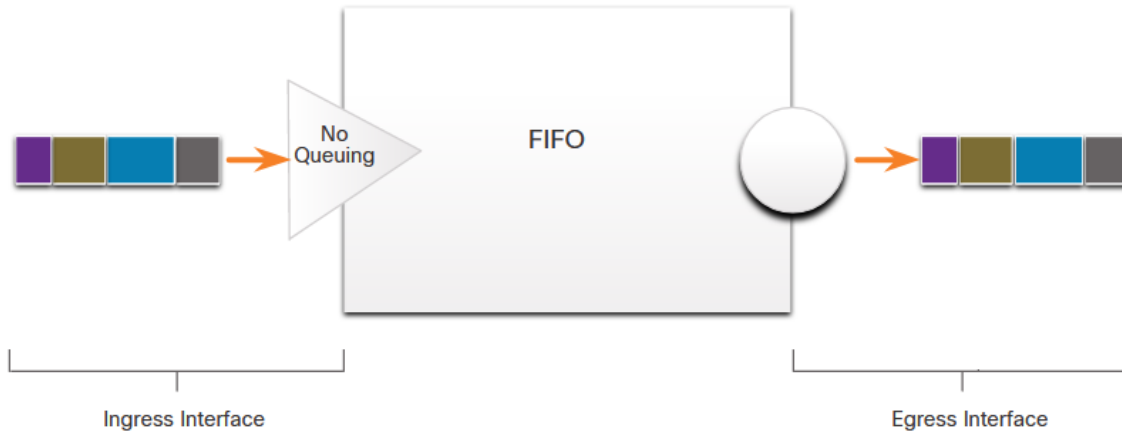 No
Queuing
FIFO
Ingress Interface
Egress Interface